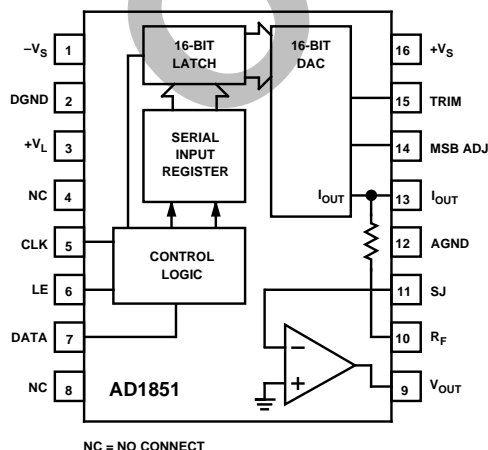 –VS 1
DGND 2
+VL 3
NC 4
CLK 5
LE 6
DATA 7
NC 8
16-BIT
LATCH
SERIAL
INPUT
REGISTER
CONTROL
LOGIC
16-BIT
DAC
IOUT
16 +VS
15 TRIM
14 MSB ADJ
13 IOUT
12 AGND
11 SJ
10 RF
9 VOUT
–
+
AD1851
NC = NO CONNECT